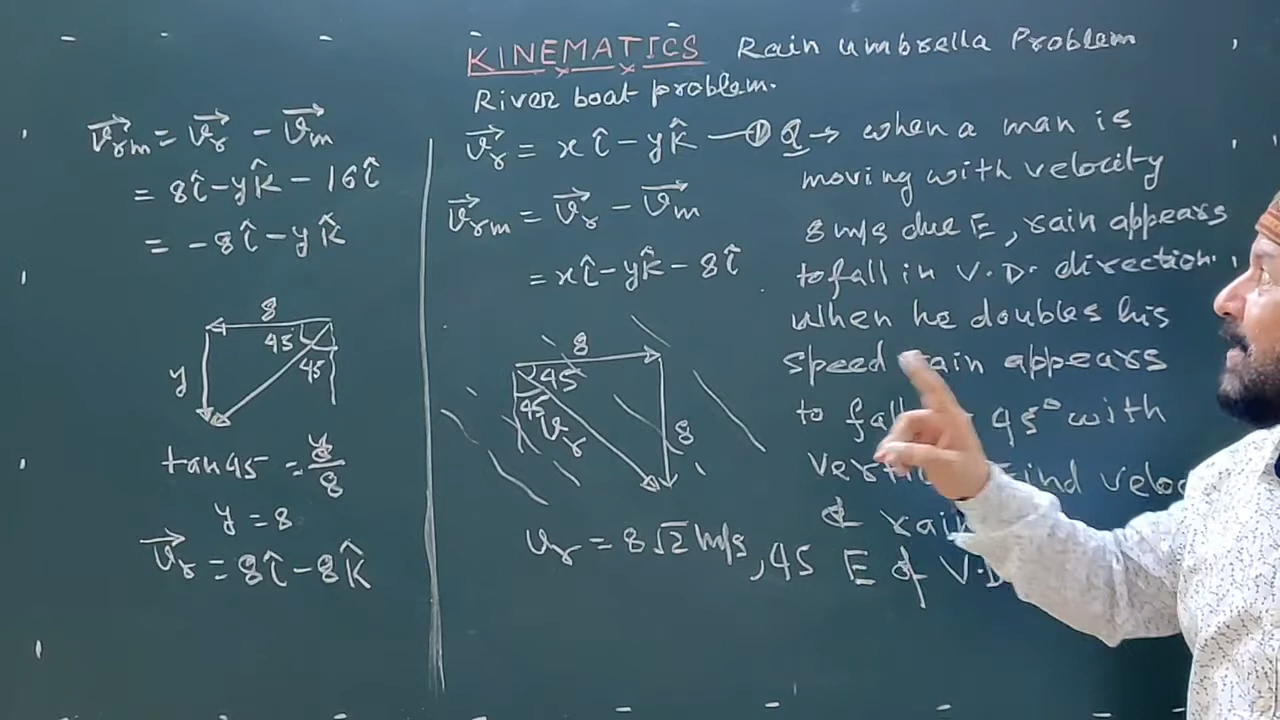 KINEMATICS Rain umbrella Problem
River boat problem.
Q → when a man is
moving with velocity
8 m/s due E, rain appears
to fall in V.D. direction.
when he doubles his
speed rain appears
to fall 45° with
Find
rain
v⃗r = xî - yk̂ — ①
v⃗rm = v⃗r - v⃗m
= xî - yk̂ - 8î
8
45
45
vr
8
vr = 8√2 m/s, 45 E of V.D
v⃗rm = v⃗r - v⃗m
= 8î - yk̂ - 16î
= -8î - yk̂
8
45
45
y
tan 45 = y/8
y = 8
v⃗r = 8î - 8k̂